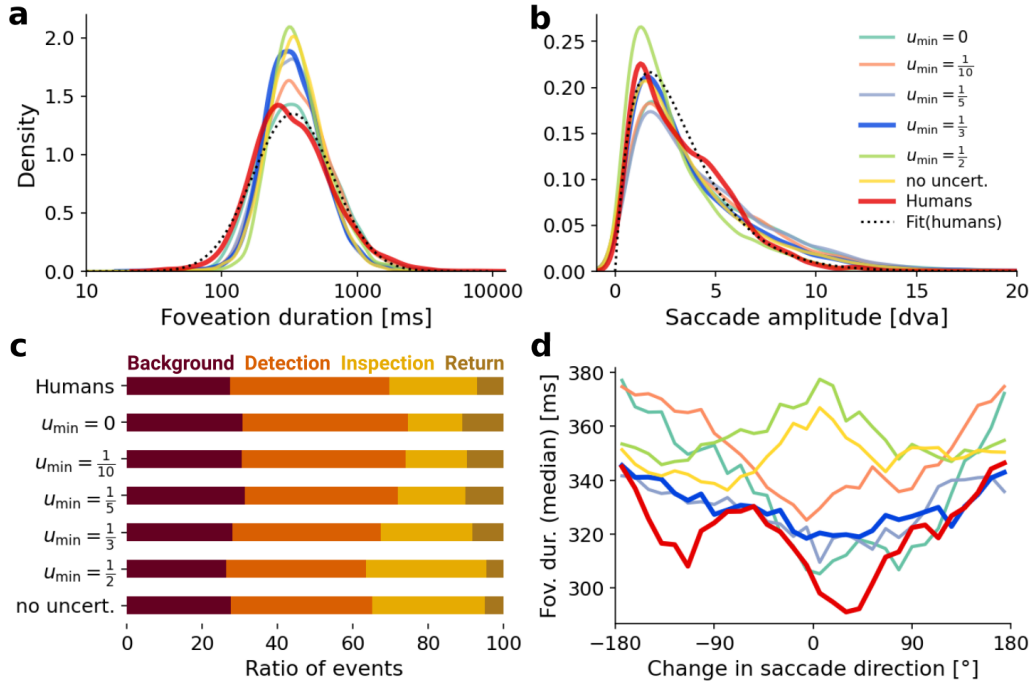 a
2.0
1.5
1.0
0.5
0.0
Density
10 100 1000 10000
Foveation duration [ms]
b
0.25
0.20
0.15
0.10
0.05
0.00
0 5 10 15 20
Saccade amplitude [dva]
u_min = 0
u_min = 1/10
u_min = 1/5
u_min = 1/3
u_min = 1/2
no uncert.
Humans
Fit(humans)
c
Background Detection Inspection Return
Humans
u_min = 0
u_min = 1/10
u_min = 1/5
u_min = 1/3
u_min = 1/2
no uncert.
0 20 40 60 80 100
Ratio of events
d
380
360
340
320
300
Fov. dur. (median) [ms]
−180 −90 0 90 180
Change in saccade direction [°]